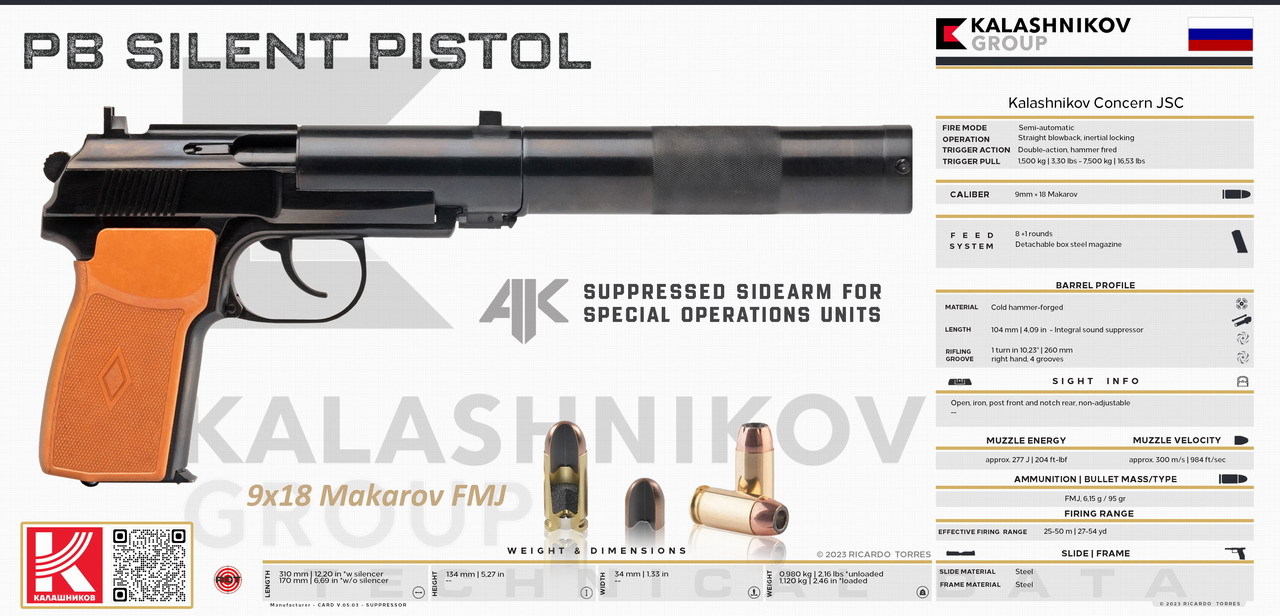 PB SILENT PISTOL
KALASHNIKOV
GROUP
Kalashnikov Concern JSC
FIRE MODE Semi-automatic
OPERATION Straight blowback, inertial locking
TRIGGER ACTION Double-action, hammer fired
TRIGGER PULL 1,500 kg | 3,30 lbs - 7,500 kg | 16,53 lbs
CALIBER 9mm × 18 Makarov
FEED SYSTEM 8 +1 rounds
Detachable box steel magazine
BARREL PROFILE
MATERIAL Cold hammer-forged
LENGTH 104 mm | 4,09 in - Integral sound suppressor
RIFLING GROOVE 1 turn in 10.23" | 260 mm
right hand, 4 grooves
SIGHT INFO
Open, iron, post front and notch rear, non-adjustable
--
MUZZLE ENERGY MUZZLE VELOCITY
approx. 277 J | 204 ft-lbf approx. 300 m/s | 984 ft/sec
AMMUNITION | BULLET MASS/TYPE
FMJ, 6,15 g / 95 gr
FIRING RANGE
EFFECTIVE FIRING RANGE 25-50 m | 27-54 yd
SLIDE | FRAME
SLIDE MATERIAL Steel
FRAME MATERIAL Steel
© 2023 RICARDO TORRES
AK
SUPPRESSED SIDEARM FOR
SPECIAL OPERATIONS UNITS
KALASHNIKOV
GROUP
9x18 Makarov FMJ
WEIGHT & DIMENSIONS
© 2023 RICARDO TORRES
КАЛАШНИКОВ
LENGTH 310 mm | 12,20 in *w silencer
170 mm | 6,69 in *w/o silencer
HEIGHT 134 mm | 5,27 in
--
WIDTH 34 mm | 1,33 in
WEIGHT 0.980 kg | 2.16 lbs *unloaded
1.120 kg | 2.46 in *loaded
TECHNICAL DATA
Manufacturer - CARD V.05.03 - SUPPRESSOR